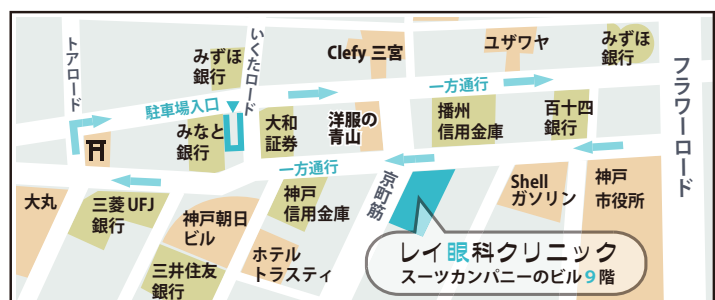 トアロード
いくたロード
みずほ
銀行
Clefy 三宮
ユザワヤ
みずほ
銀行
フラワーロード
一方通行
駐車場入口
みなと
銀行
大和
証券
洋服の
青山
播州
信用金庫
百十四
銀行
一方通行
大丸
三菱UFJ
銀行
神戸朝日
ビル
神戸
信用金庫
京町筋
Shell
ガソリン
神戸
市役所
三井住友
銀行
ホテル
トラスティ
レイ眼科クリニック
スーツカンパニーのビル9階